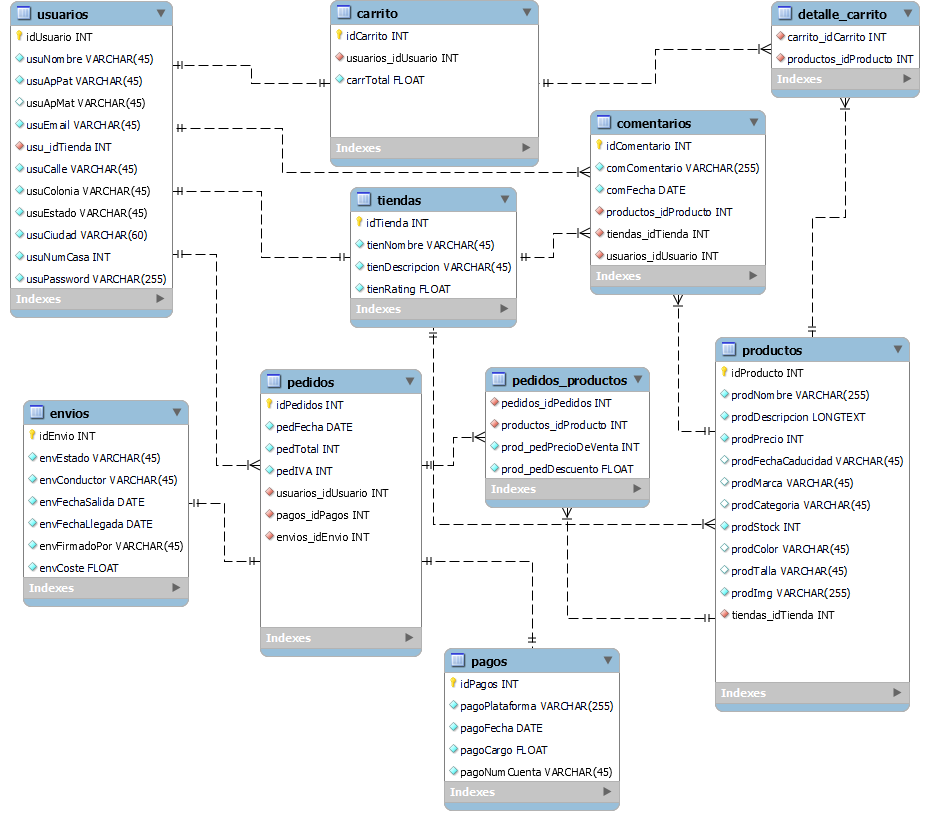 usuarios
idUsuario INT
usuNombre VARCHAR(45)
usuApPat VARCHAR(45)
usuApMat VARCHAR(45)
usuEmail VARCHAR(45)
usu_idTienda INT
usuCalle VARCHAR(45)
usuColonia VARCHAR(45)
usuEstado VARCHAR(45)
usuCiudad VARCHAR(60)
usuNumCasa INT
usuPassword VARCHAR(255)
Indexes
carrito
idCarrito INT
usuarios_idUsuario INT
carrTotal FLOAT
Indexes
detalle_carrito
carrito_idCarrito INT
productos_idProducto INT
Indexes
comentarios
idComentario INT
comComentario VARCHAR(255)
comFecha DATE
productos_idProducto INT
tiendas_idTienda INT
usuarios_idUsuario INT
Indexes
tiendas
idTienda INT
tienNombre VARCHAR(45)
tienDescripcion VARCHAR(45)
tienRating FLOAT
Indexes
productos
idProducto INT
prodNombre VARCHAR(255)
prodDescripcion LONGTEXT
prodPrecio INT
prodFechaCaducidad VARCHAR(45)
prodMarca VARCHAR(45)
prodCategoria VARCHAR(45)
prodStock INT
prodColor VARCHAR(45)
prodTalla VARCHAR(45)
prodImg VARCHAR(255)
tiendas_idTienda INT
Indexes
pedidos
idPedidos INT
pedFecha DATE
pedTotal INT
pedIVA INT
usuarios_idUsuario INT
pagos_idPagos INT
envios_idEnvio INT
Indexes
pedidos_productos
pedidos_idPedidos INT
productos_idProducto INT
prod_pedPrecioDeVenta INT
prod_pedDescuento FLOAT
Indexes
envios
idEnvio INT
envEstado VARCHAR(45)
envConductor VARCHAR(45)
envFechaSalida DATE
envFechaLlegada DATE
envFirmadoPor VARCHAR(45)
envCoste FLOAT
Indexes
pagos
idPagos INT
pagoPlataforma VARCHAR(255)
pagoFecha DATE
pagoCargo FLOAT
pagoNumCuenta VARCHAR(45)
Indexes